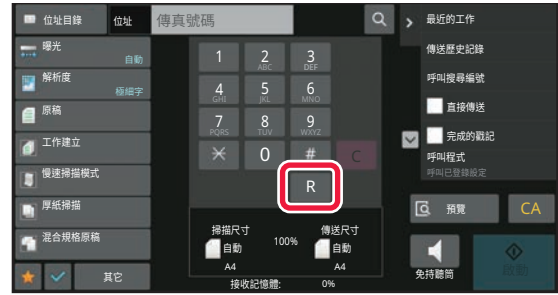 位址目錄
位址
傳真號碼
最近的工作
曝光
自動
傳送歷史記錄
解析度
極細字
呼叫搜尋編號
原稿
直接傳送
工作建立
完成的戳記
慢速掃描模式
呼叫程式
呼叫已登錄設定
厚紙掃描
混合規格原稿
其它
1
2 ABC
3 DEF
4 GHI
5 JKL
6 MNO
7 PQRS
8 TUV
9 WXYZ
0
#
C
R
掃描尺寸
傳送尺寸
自動
100%
自動
A4
A4
接收記憶體:
0%
預覽
CA
免持聽筒
啟動